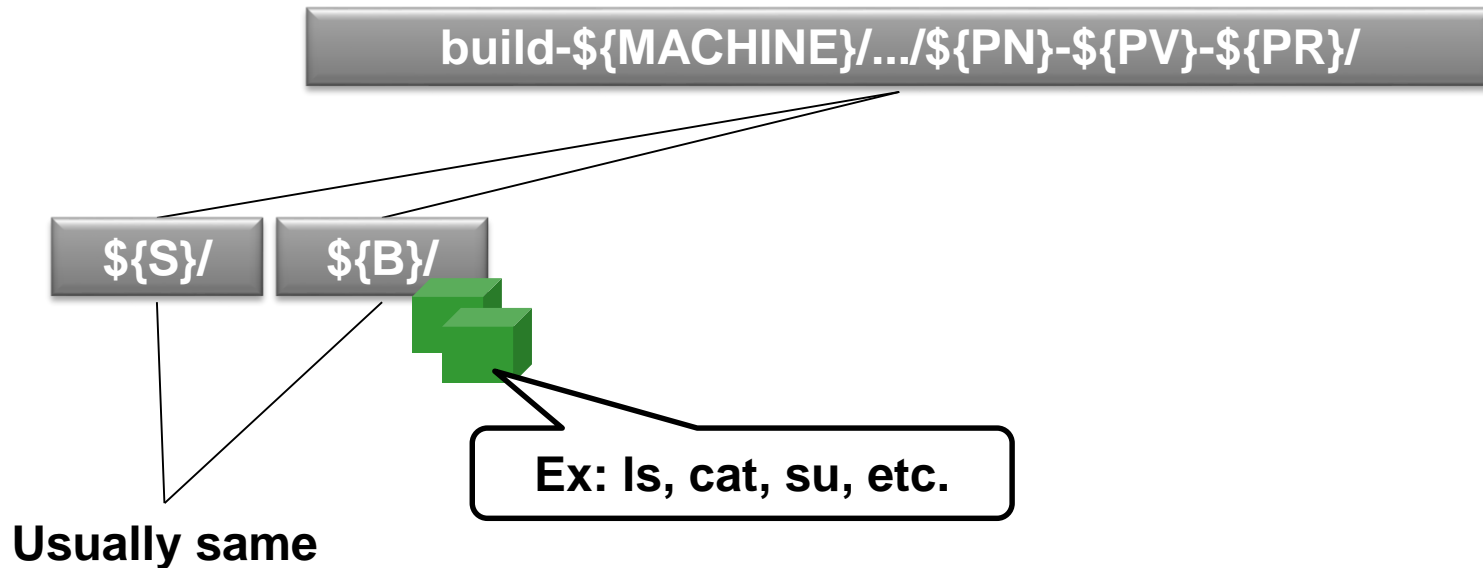 build-${MACHINE}/.../${PN}-${PV}-${PR}/
${S}/
${B}/
Ex: ls, cat, su, etc.
Usually same